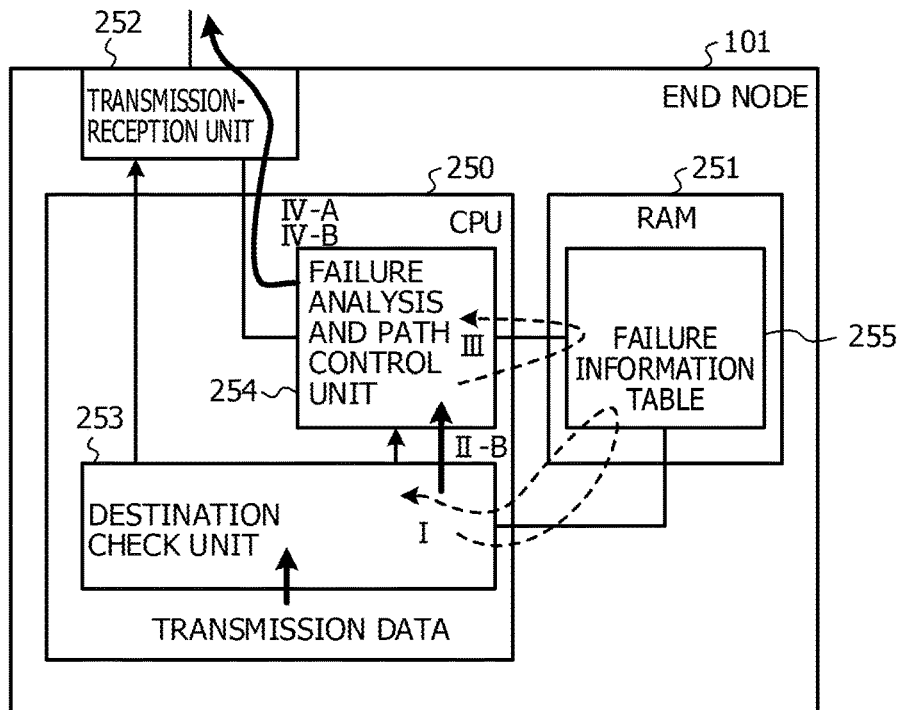 252
101
TRANSMISSION-
RECEPTION UNIT
END NODE
250
251
IV-A
IV-B
CPU
RAM
FAILURE
ANALYSIS
AND PATH
CONTROL
UNIT
III
FAILURE
INFORMATION
TABLE
255
254
253
II-B
DESTINATION
CHECK UNIT
I
TRANSMISSION DATA